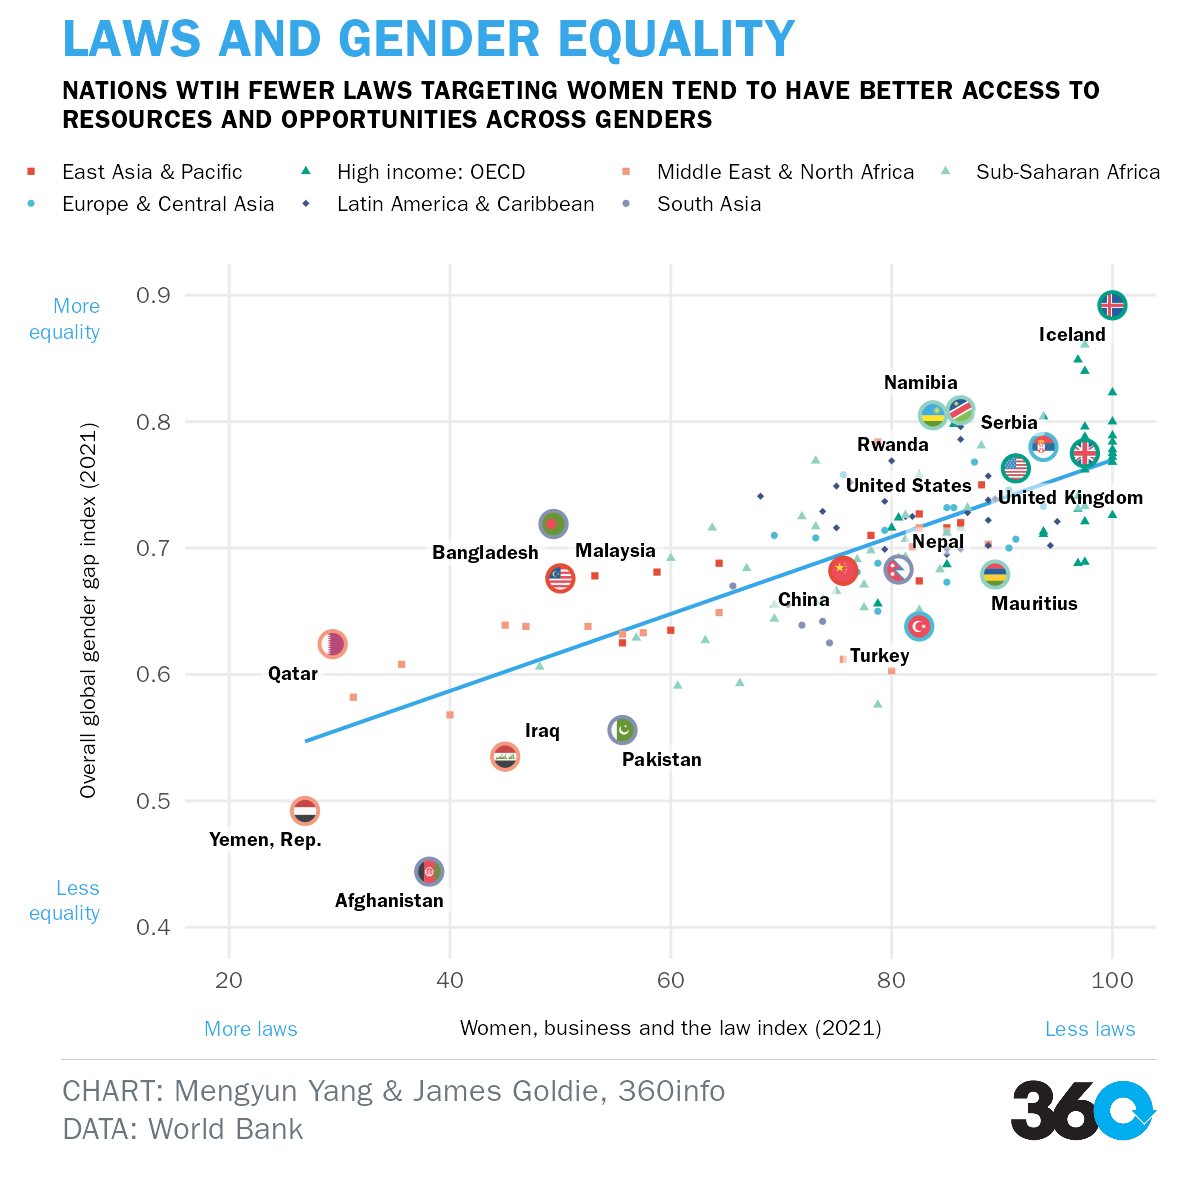 LAWS AND GENDER EQUALITY
NATIONS WTIH FEWER LAWS TARGETING WOMEN TEND TO HAVE BETTER ACCESS TO
RESOURCES AND OPPORTUNITIES ACROSS GENDERS
East Asia & Pacific
High income: OECD
Middle East & North Africa
Sub-Saharan Africa
Europe & Central Asia
Latin America & Caribbean
South Asia
More
equality
0.9
0.8
0.7
0.6
0.5
0.4
Less
equality
Overall global gender gap index (2021)
Iceland
Namibia
Serbia
Rwanda
United States
United Kingdom
Bangladesh
Malaysia
Nepal
China
Mauritius
Turkey
Qatar
Iraq
Pakistan
Yemen, Rep.
Afghanistan
20
40
60
80
100
More laws
Women, business and the law index (2021)
Less laws
CHART: Mengyun Yang & James Goldie, 360info
DATA: World Bank
360